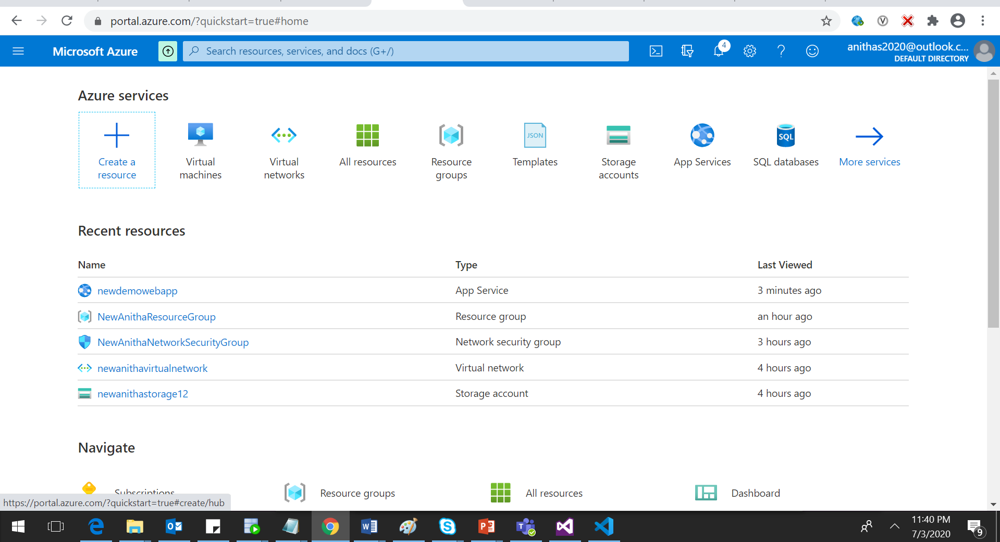 portal.azure.com/?quickstart=true#home
Microsoft Azure
Search resources, services, and docs (G+/)
4
anithas2020@outlook.c...
DEFAULT DIRECTORY
Azure services
Create a
resource
Virtual
machines
Virtual
networks
All resources
Resource
groups
JSON
Templates
Storage
accounts
App Services
SQL
SQL databases
More services
Recent resources
Name Type Last Viewed
newdemowebapp App Service 3 minutes ago
NewAnithaResourceGroup Resource group an hour ago
NewAnithaNetworkSecurityGroup Network security group 3 hours ago
newanithavirtualnetwork Virtual network 4 hours ago
newanithastorage12 Storage account 4 hours ago
Navigate
Subscriptions Resource groups All resources Dashboard
https://portal.azure.com/?quickstart=true#create/hub
11:40 PM
7/3/2020
9